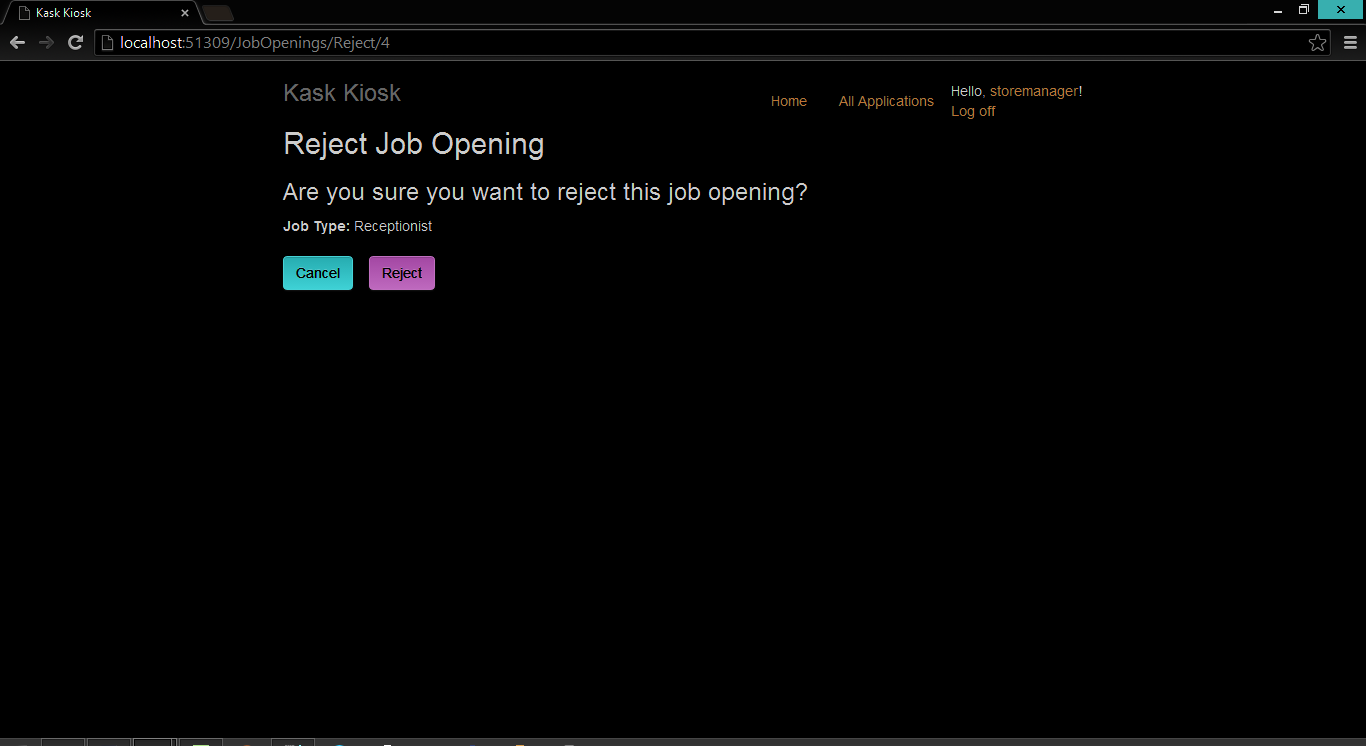 Kask Kiosk
localhost:51309/JobOpenings/Reject/4
Kask Kiosk
Home
All Applications
Hello, storemanager!
Log off
Reject Job Opening
Are you sure you want to reject this job opening?
Job Type: Receptionist
Cancel
Reject